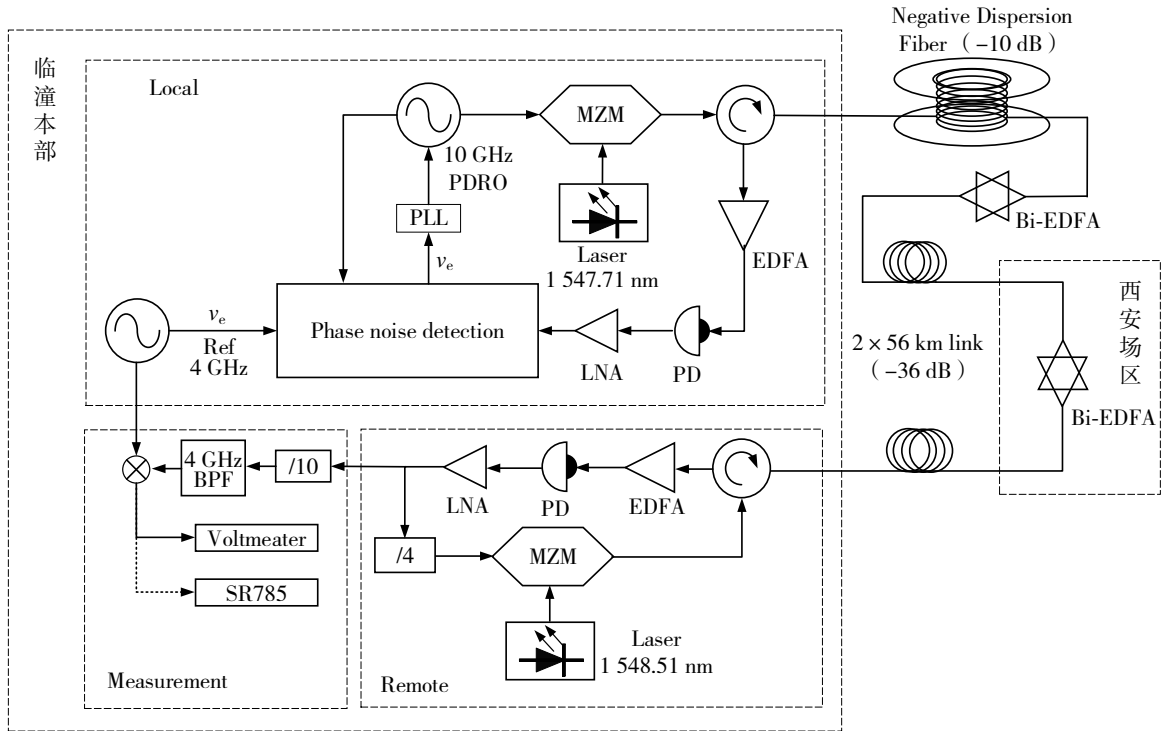 临潼本部
Local
10 GHz
PDRO
MZM
PLL
v_e
Laser
1 547.71 nm
EDFA
v_e
Ref
4 GHz
Phase noise detection
LNA
PD
Negative Dispersion
Fiber （-10 dB）
Bi-EDFA
2 × 56 km link
（-36 dB）
西安场区
Bi-EDFA
4 GHz
BPF
/10
LNA
PD
EDFA
Voltmeater
SR785
/4
MZM
Laser
1 548.51 nm
Measurement
Remote